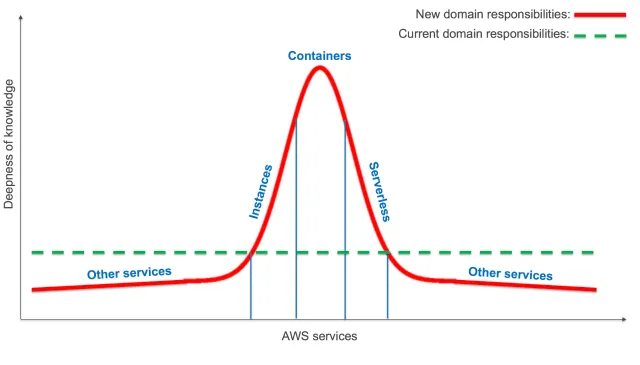 New domain responsibilities:
Current domain responsibilities:
Containers
Deepness of knowledge
Instances
Serverless
Other services
Other services
AWS services